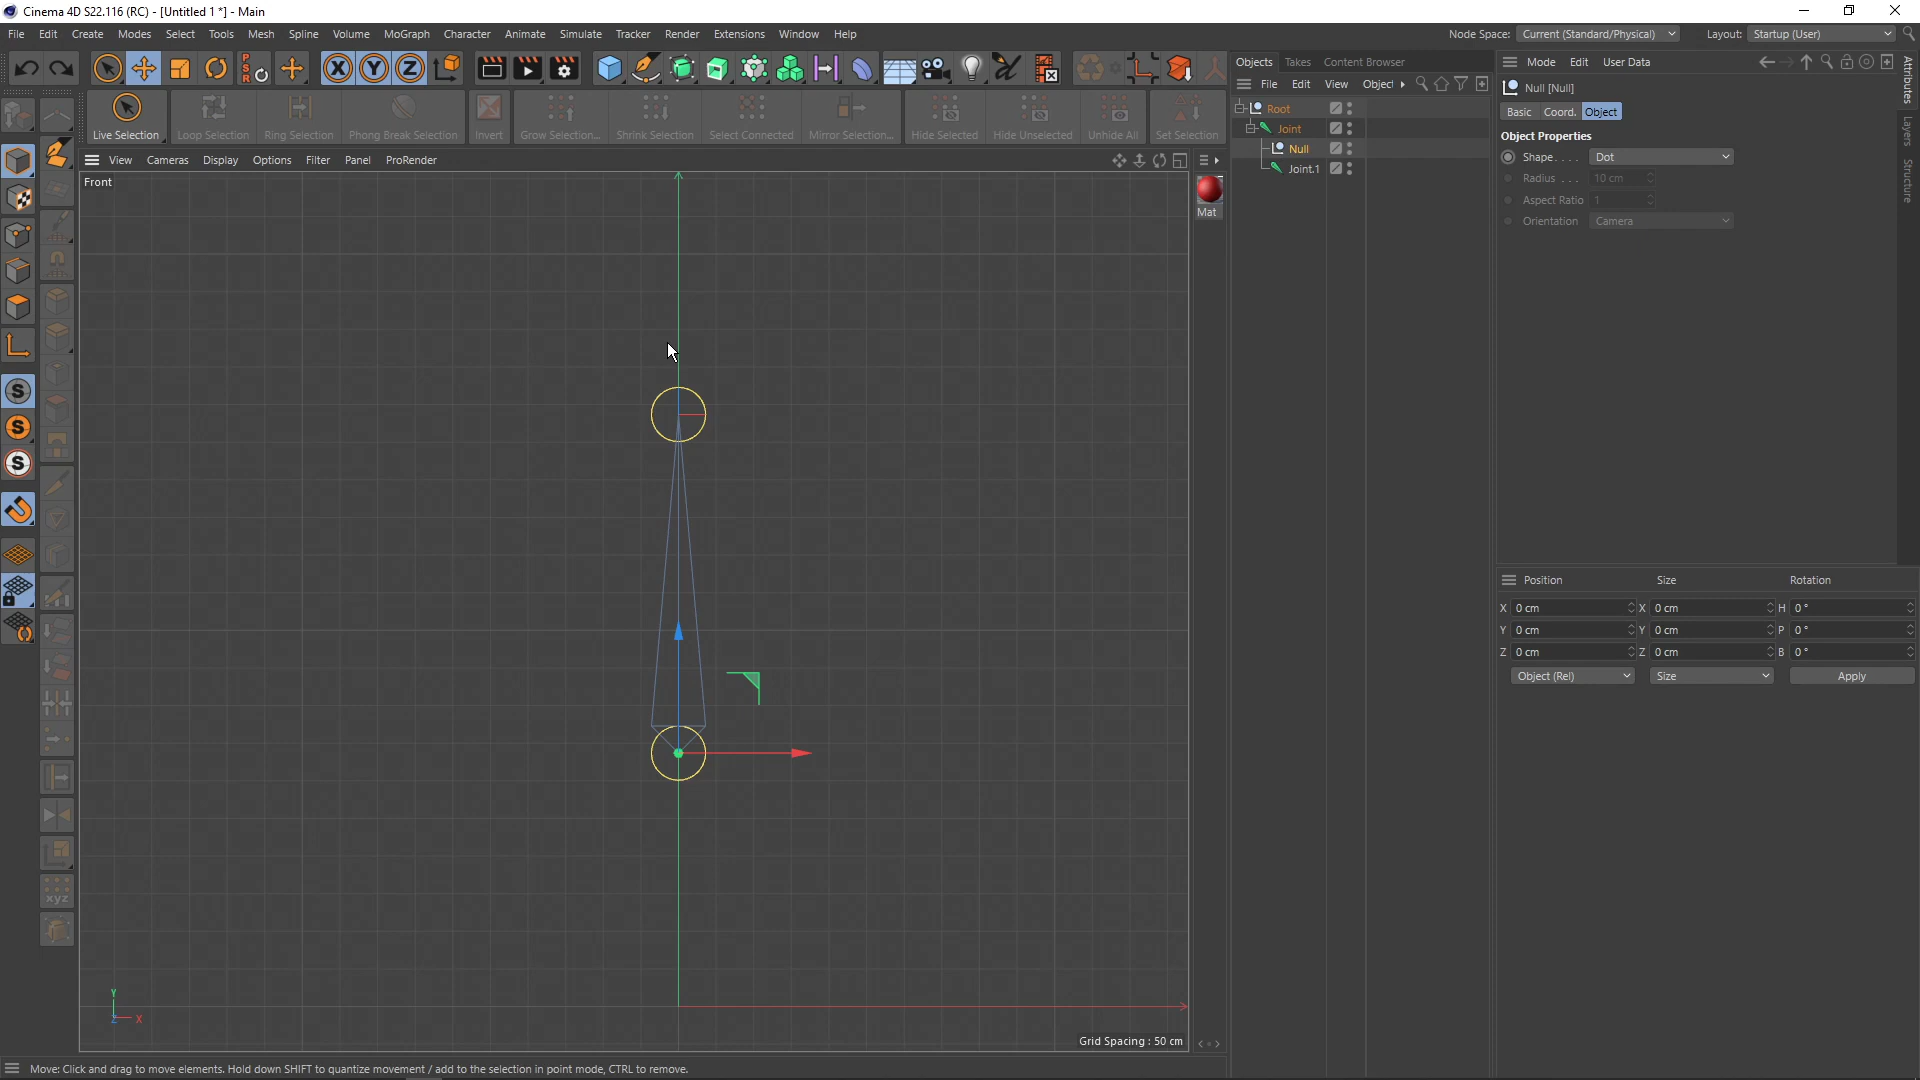 Cinema 4D S22.116 (RC) - [Untitled 1 *] - Main
File Edit Create Modes Select Tools Mesh Spline Volume MoGraph Character Animate Simulate Tracker Render Extensions Window Help
Node Space: Current (Standard/Physical) Layout: Startup (User)
PSR X Y Z
Live Selection Loop Selection Ring Selection Phong Break Selection Invert Grow Selection... Shrink Selection Select Connected Mirror Selection... Hide Selected Hide Unselected Unhide All Set Selection
View Cameras Display Options Filter Panel ProRender
Front
Grid Spacing : 50 cm
Y
Z X
S
S
S
xyz
Mat
Objects Takes Content Browser
File Edit View Object
Root
Joint
Null
Joint.1
Mode Edit User Data
Null [Null]
Basic Coord. Object
Object Properties
Shape . . . . Dot
Radius . . . 10 cm
Aspect Ratio 1
Orientation Camera
Attributes
Layers
Structure
Position Size Rotation
X 0 cm X 0 cm H 0 °
Y 0 cm Y 0 cm P 0 °
Z 0 cm Z 0 cm B 0 °
Object (Rel) Size Apply
Move: Click and drag to move elements. Hold down SHIFT to quantize movement / add to the selection in point mode, CTRL to remove.